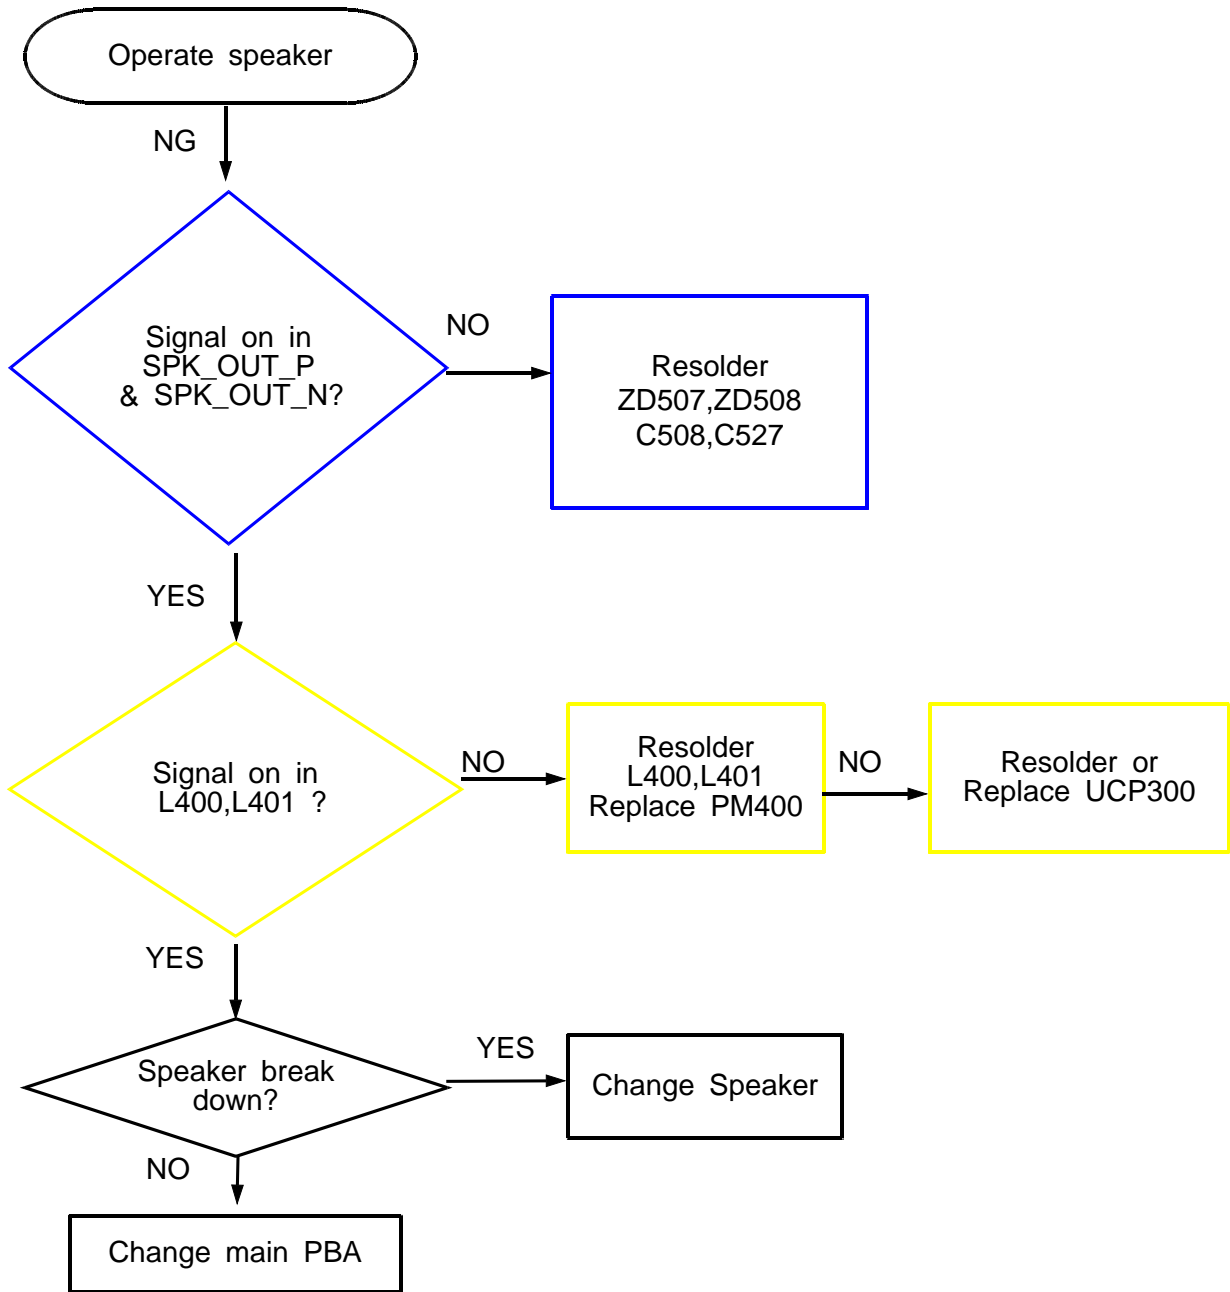 Operate speaker
NG
Signal on in
SPK_OUT_P
& SPK_OUT_N?
NO
Resolder
ZD507,ZD508
C508,C527
YES
Signal on in
L400,L401 ?
NO
Resolder
L400,L401
Replace PM400
NO
Resolder or
Replace UCP300
YES
Speaker break
down?
YES
Change Speaker
NO
Change main PBA